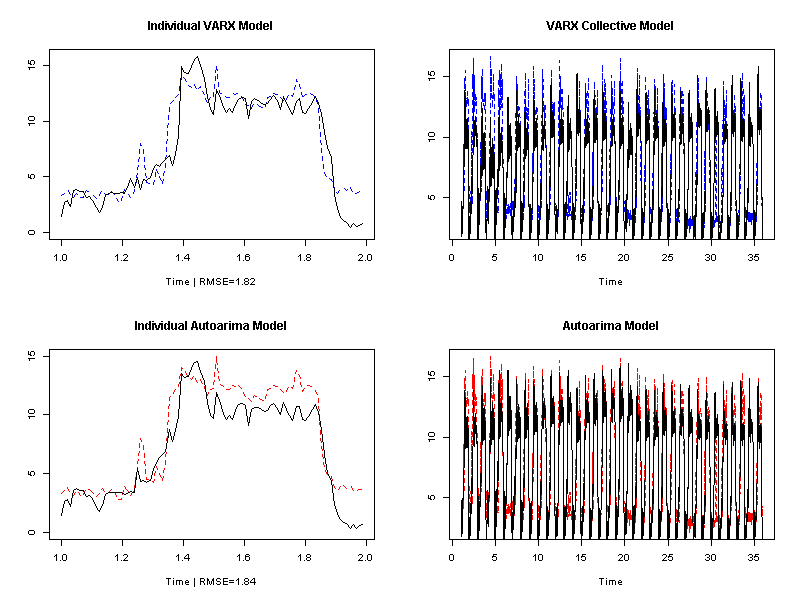 Individual VARX Model
15
10
5
0
1.0 1.2 1.4 1.6 1.8 2.0
Time | RMSE=1.82
VARX Collective Model
15
10
5
0 5 10 15 20 25 30 35
Time
Individual Autoarima Model
15
10
5
0
1.0 1.2 1.4 1.6 1.8 2.0
Time | RMSE=1.84
Autoarima Model
15
10
5
0 5 10 15 20 25 30 35
Time